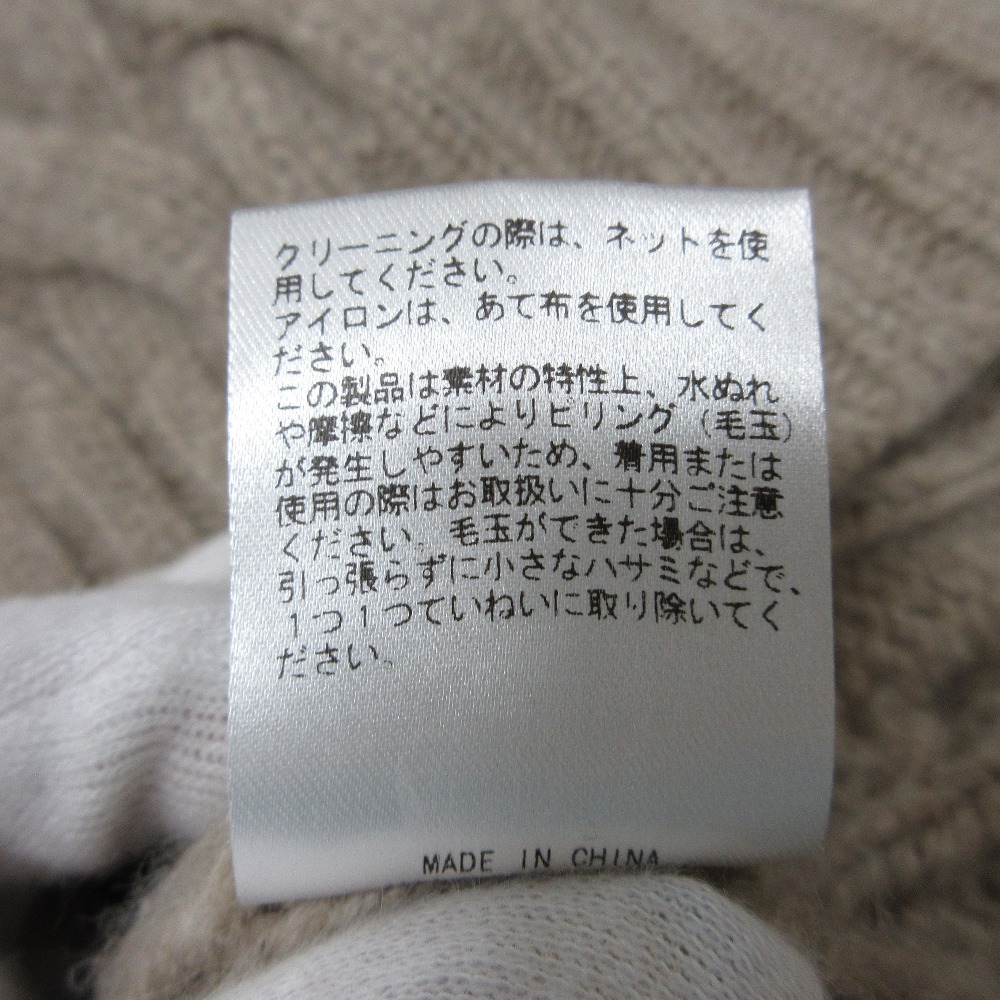 クリーニングの際は、ネットを使
用してください。
アイロンは、あて布を使用してく
ださい。
この製品は素材の特性上、水ぬれ
や摩擦などによりピリング（毛玉）
が発生しやすいため、着用または
使用の際はお取扱いに十分ご注意
ください。毛玉ができた場合は、
引っ張らずに小さなハサミなどで、
1つ1つていねいに取り除いてく
ださい。
MADE IN CHINA